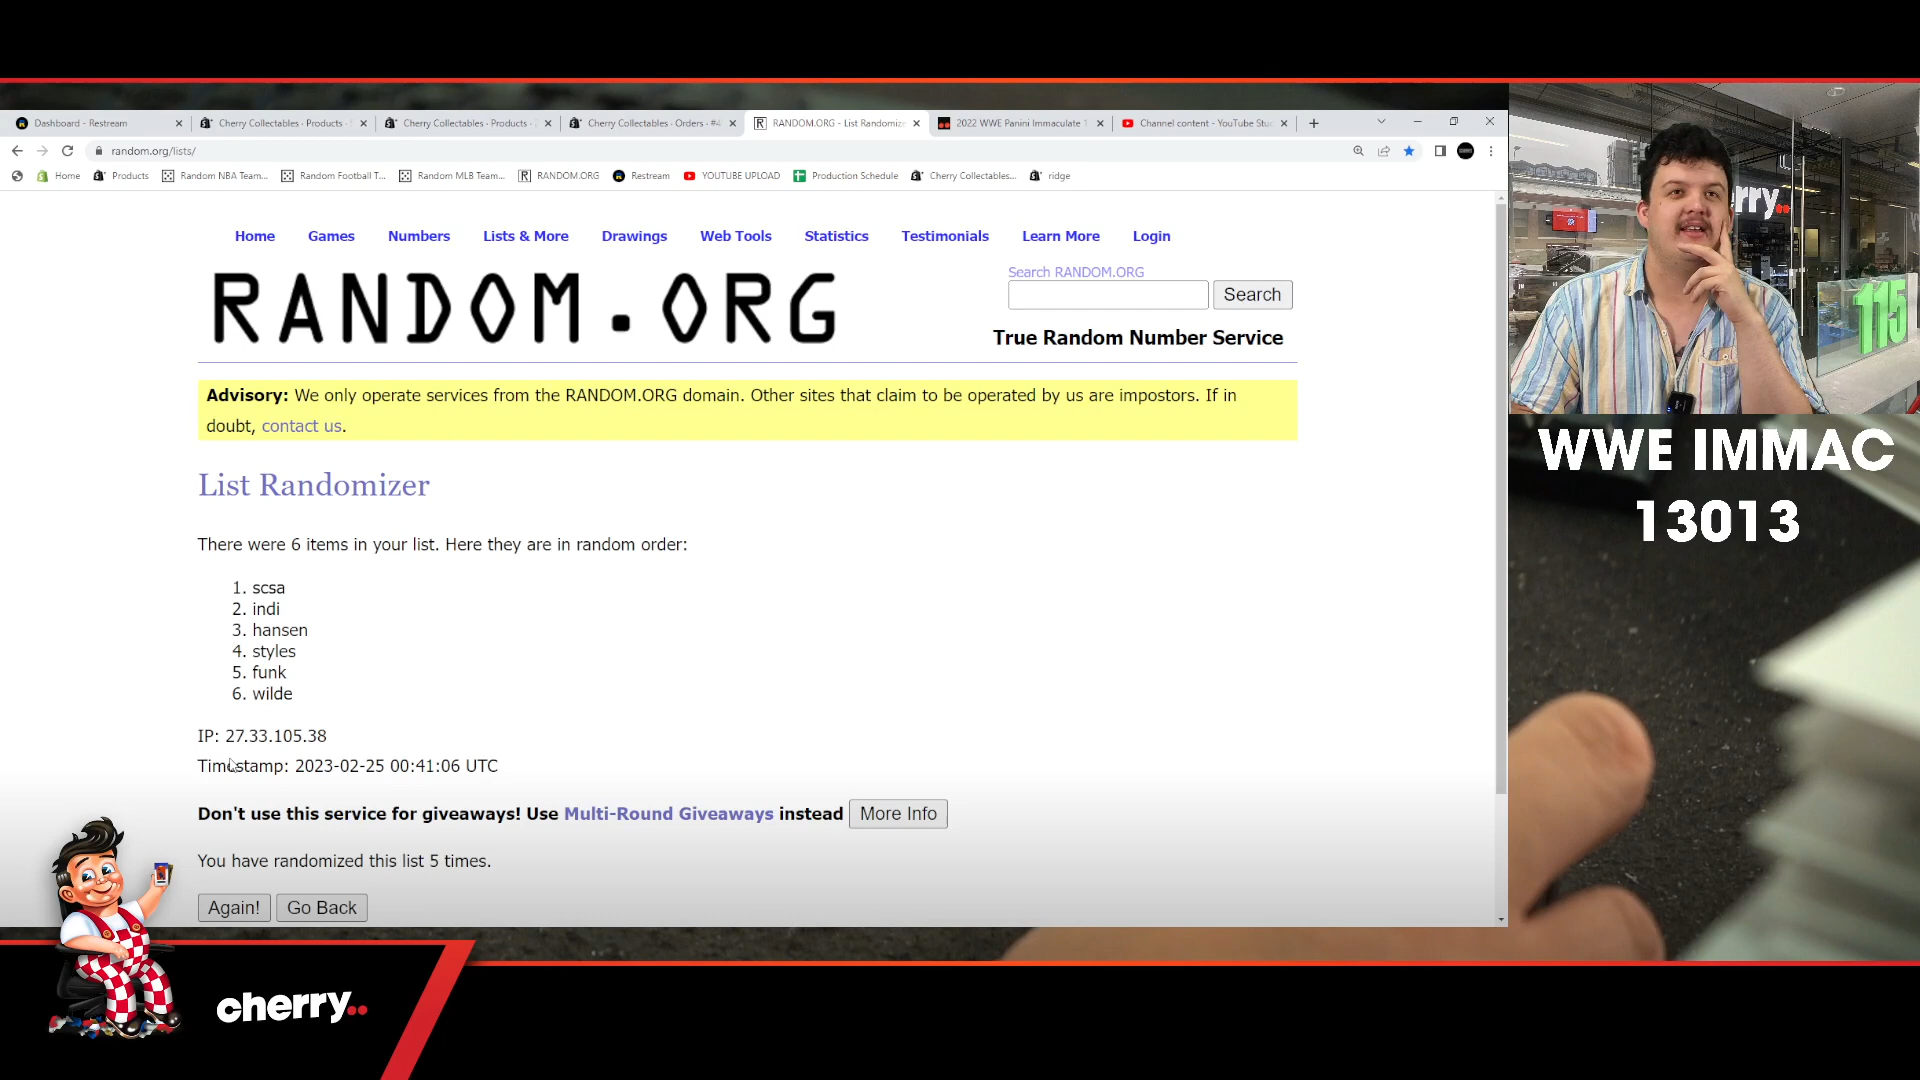 Dashboard - Restream
Cherry Collectables · Products ·
Cherry Collectables · Products ·
Cherry Collectables · Orders · #4
RANDOM.ORG - List Randomize
2022 WWE Panini Immaculate
Channel content - YouTube Stu
random.org/lists/
Home
Products
Random NBA Team...
Random Football T...
Random MLB Team...
RANDOM.ORG
Restream
YOUTUBE UPLOAD
Production Schedule
Cherry Collectables...
ridge
Home
Games
Numbers
Lists & More
Drawings
Web Tools
Statistics
Testimonials
Learn More
Login
RANDOM.ORG
Search RANDOM.ORG
Search
True Random Number Service
Advisory: We only operate services from the RANDOM.ORG domain. Other sites that claim to be operated by us are impostors. If in
doubt, contact us.
List Randomizer
There were 6 items in your list. Here they are in random order:
1. scsa
2. indi
3. hansen
4. styles
5. funk
6. wilde
IP: 27.33.105.38
Timestamp: 2023-02-25 00:41:06 UTC
Don't use this service for giveaways! Use Multi-Round Giveaways instead
More Info
You have randomized this list 5 times.
Again!
Go Back
rry..
115
WWE IMMAC
13013
cherry..